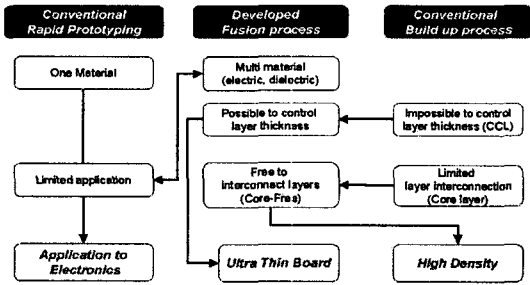 Conventional
Rapid Prototyping
Developed
Fusion process
Conventional
Build up process
One Material
Multi material
(electric, dielectric)
Possible to control
layer thickness
Impossible to control
layer thickness (CCL)
Limited application
Free to
interconnect layers
(Core-Free)
Limited
layer interconnection
(Core layer)
Application to
Electronics
Ultra Thin Board
High Density